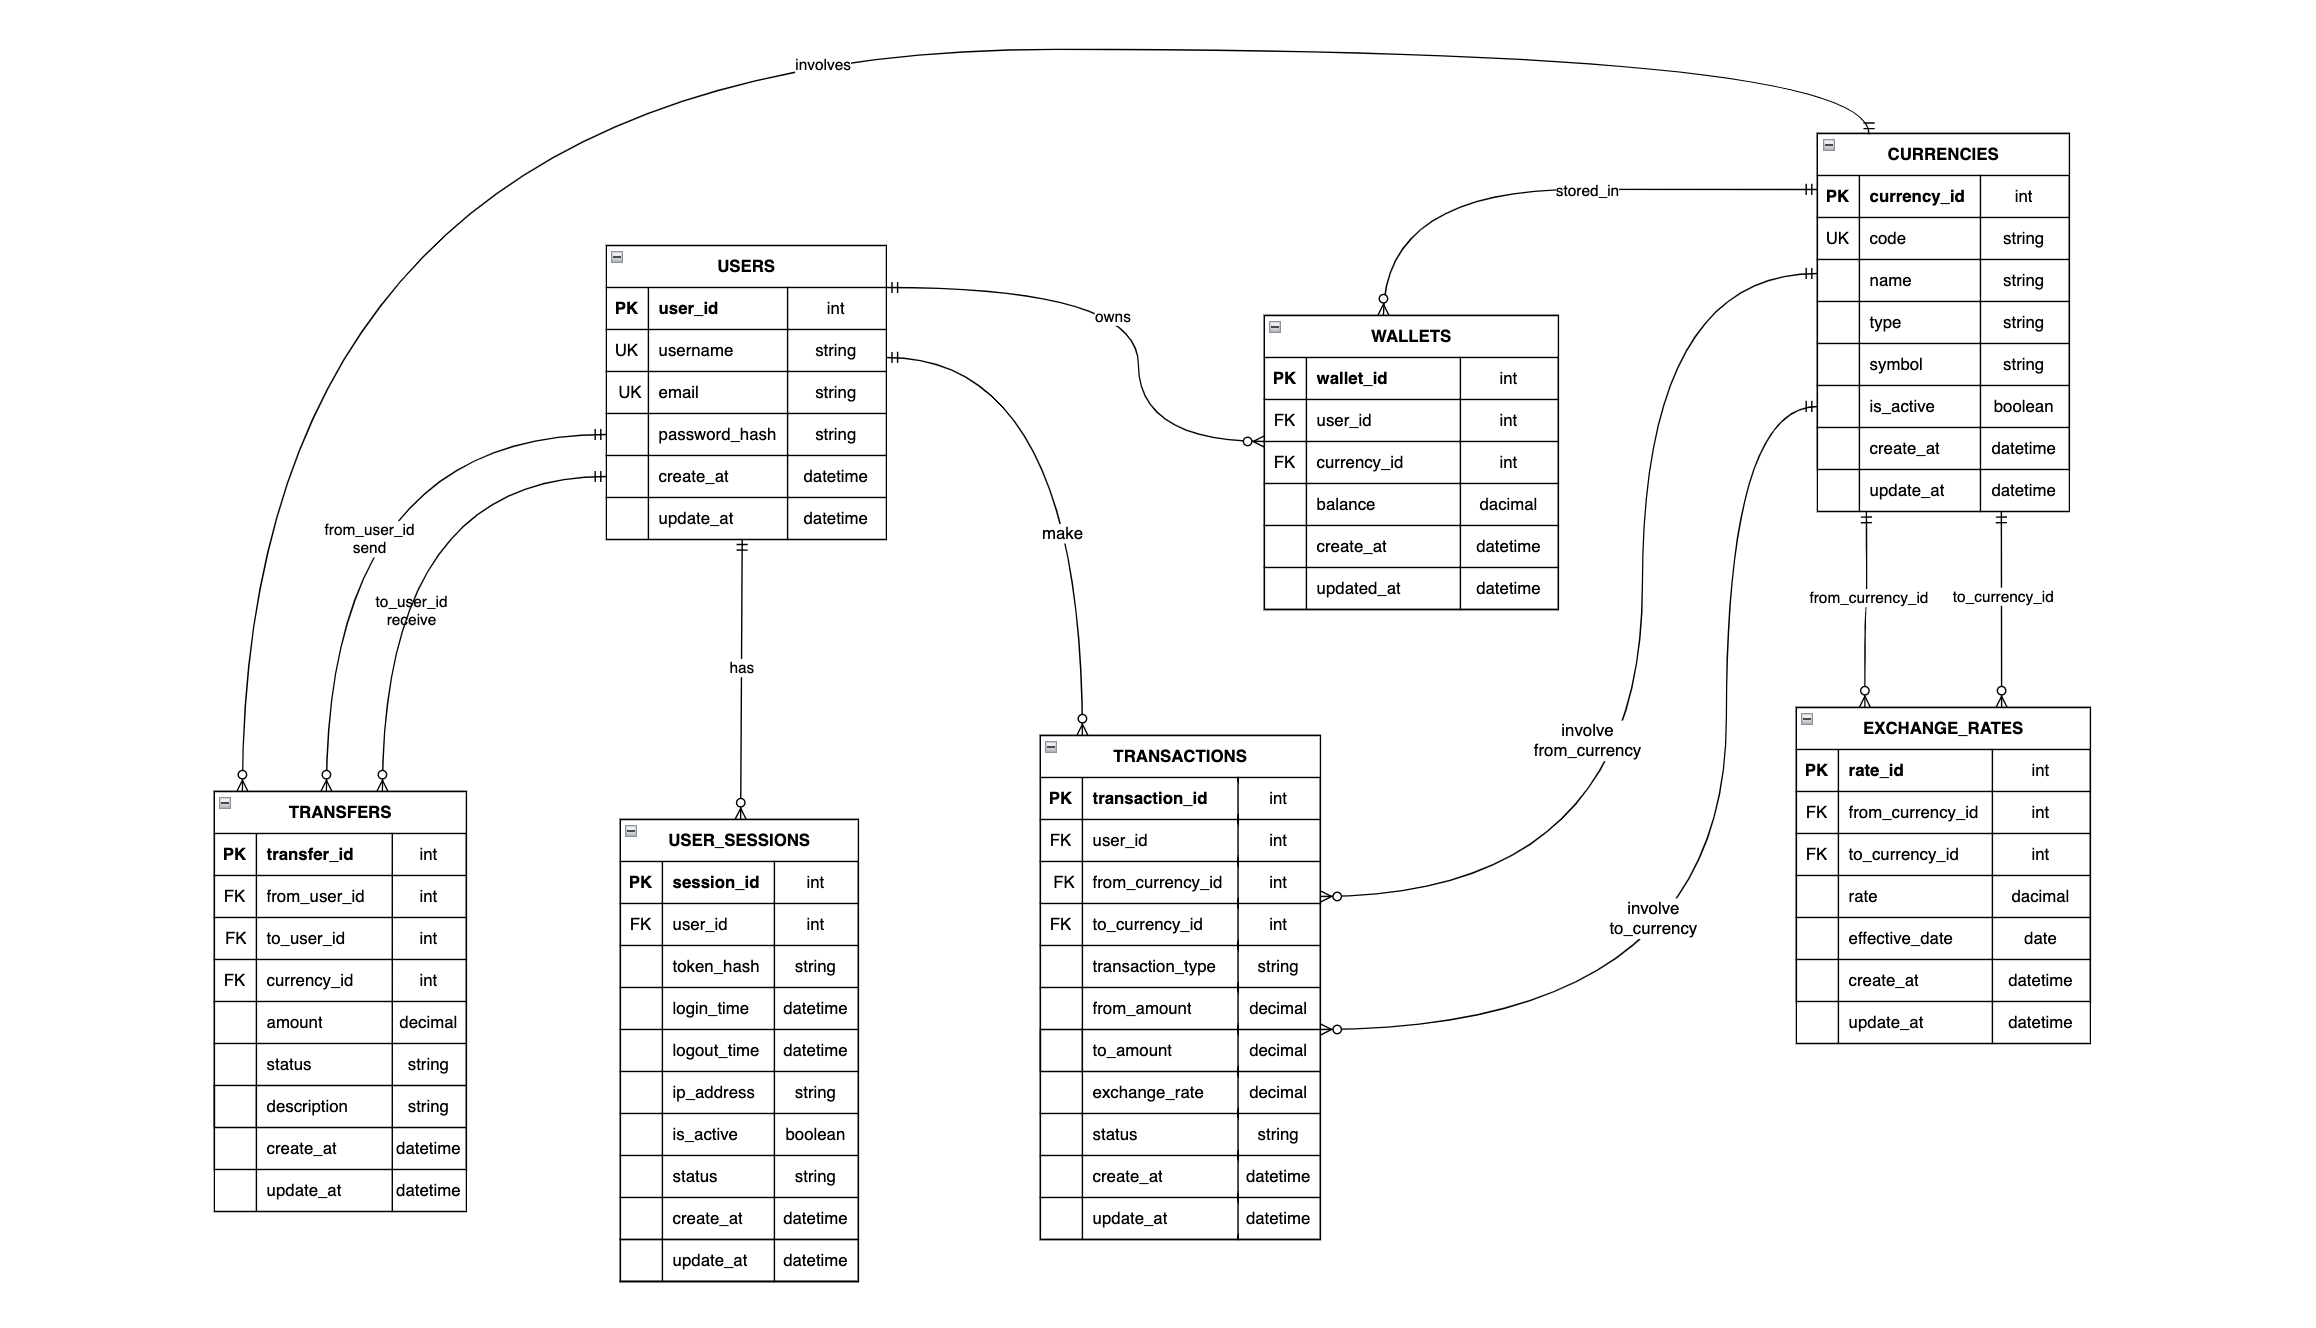 involves
CURRENCIES
PK currency_id int
UK code string
name string
type string
symbol string
is_active boolean
create_at datetime
update_at datetime
stored_in
USERS
PK user_id int
UK username string
UK email string
password_hash string
create_at datetime
update_at datetime
owns
WALLETS
PK wallet_id int
FK user_id int
FK currency_id int
balance dacimal
create_at datetime
updated_at datetime
from_user_id
send
to_user_id
receive
has
make
from_currency_id
to_currency_id
involve
from_currency
involve
to_currency
TRANSFERS
PK transfer_id int
FK from_user_id int
FK to_user_id int
FK currency_id int
amount decimal
status string
description string
create_at datetime
update_at datetime
USER_SESSIONS
PK session_id int
FK user_id int
token_hash string
login_time datetime
logout_time datetime
ip_address string
is_active boolean
status string
create_at datetime
update_at datetime
TRANSACTIONS
PK transaction_id int
FK user_id int
FK from_currency_id int
FK to_currency_id int
transaction_type string
from_amount decimal
to_amount decimal
exchange_rate decimal
status string
create_at datetime
update_at datetime
EXCHANGE_RATES
PK rate_id int
FK from_currency_id int
FK to_currency_id int
rate dacimal
effective_date date
create_at datetime
update_at datetime